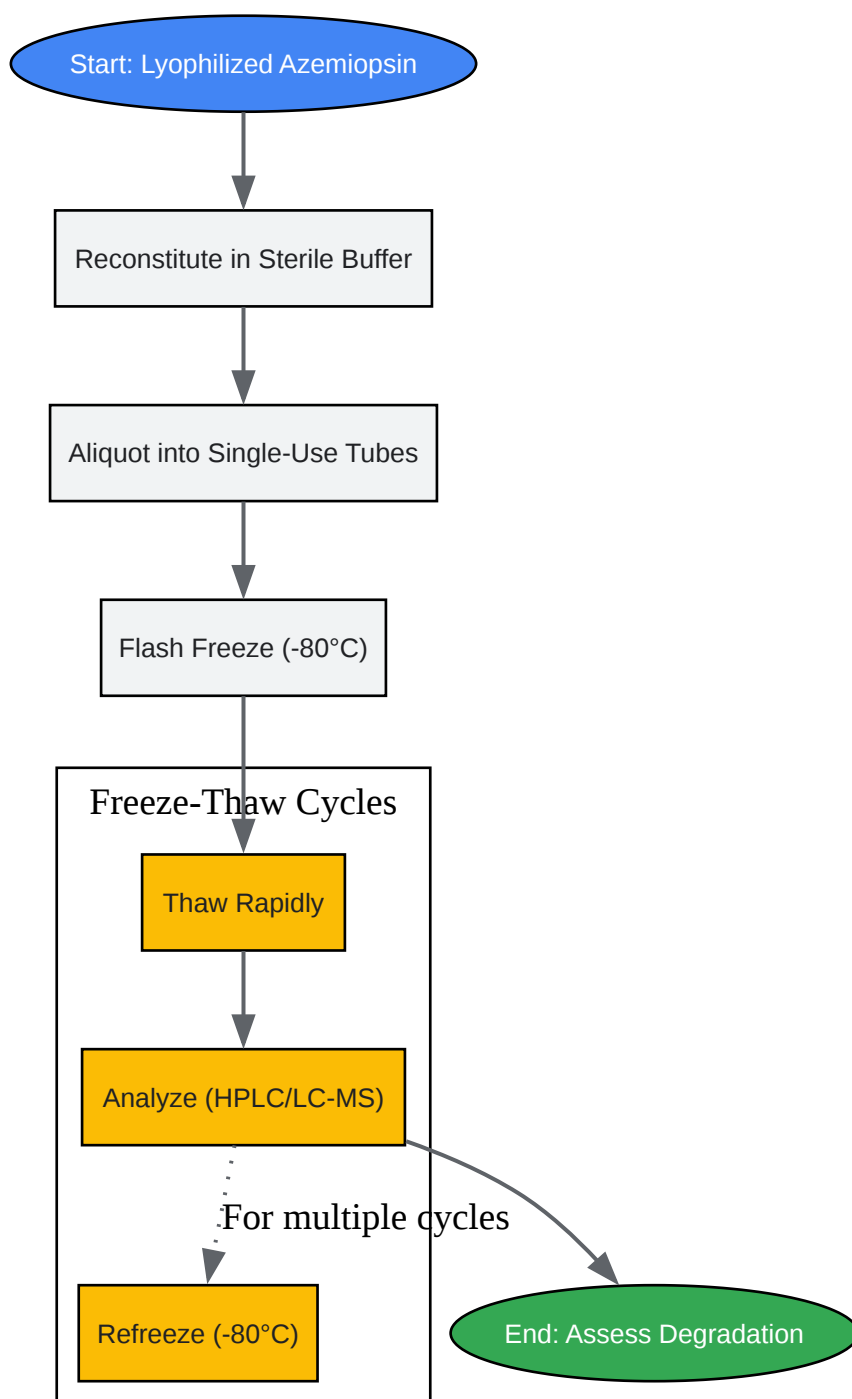 Start: Lyophilized Azemiopsin
Reconstitute in Sterile Buffer
Aliquot into Single-Use Tubes
Flash Freeze (-80°C)
Freeze-Thaw Cycles
Thaw Rapidly
Analyze (HPLC/LC-MS)
For multiple cycles
Refreeze (-80°C)
End: Assess Degradation